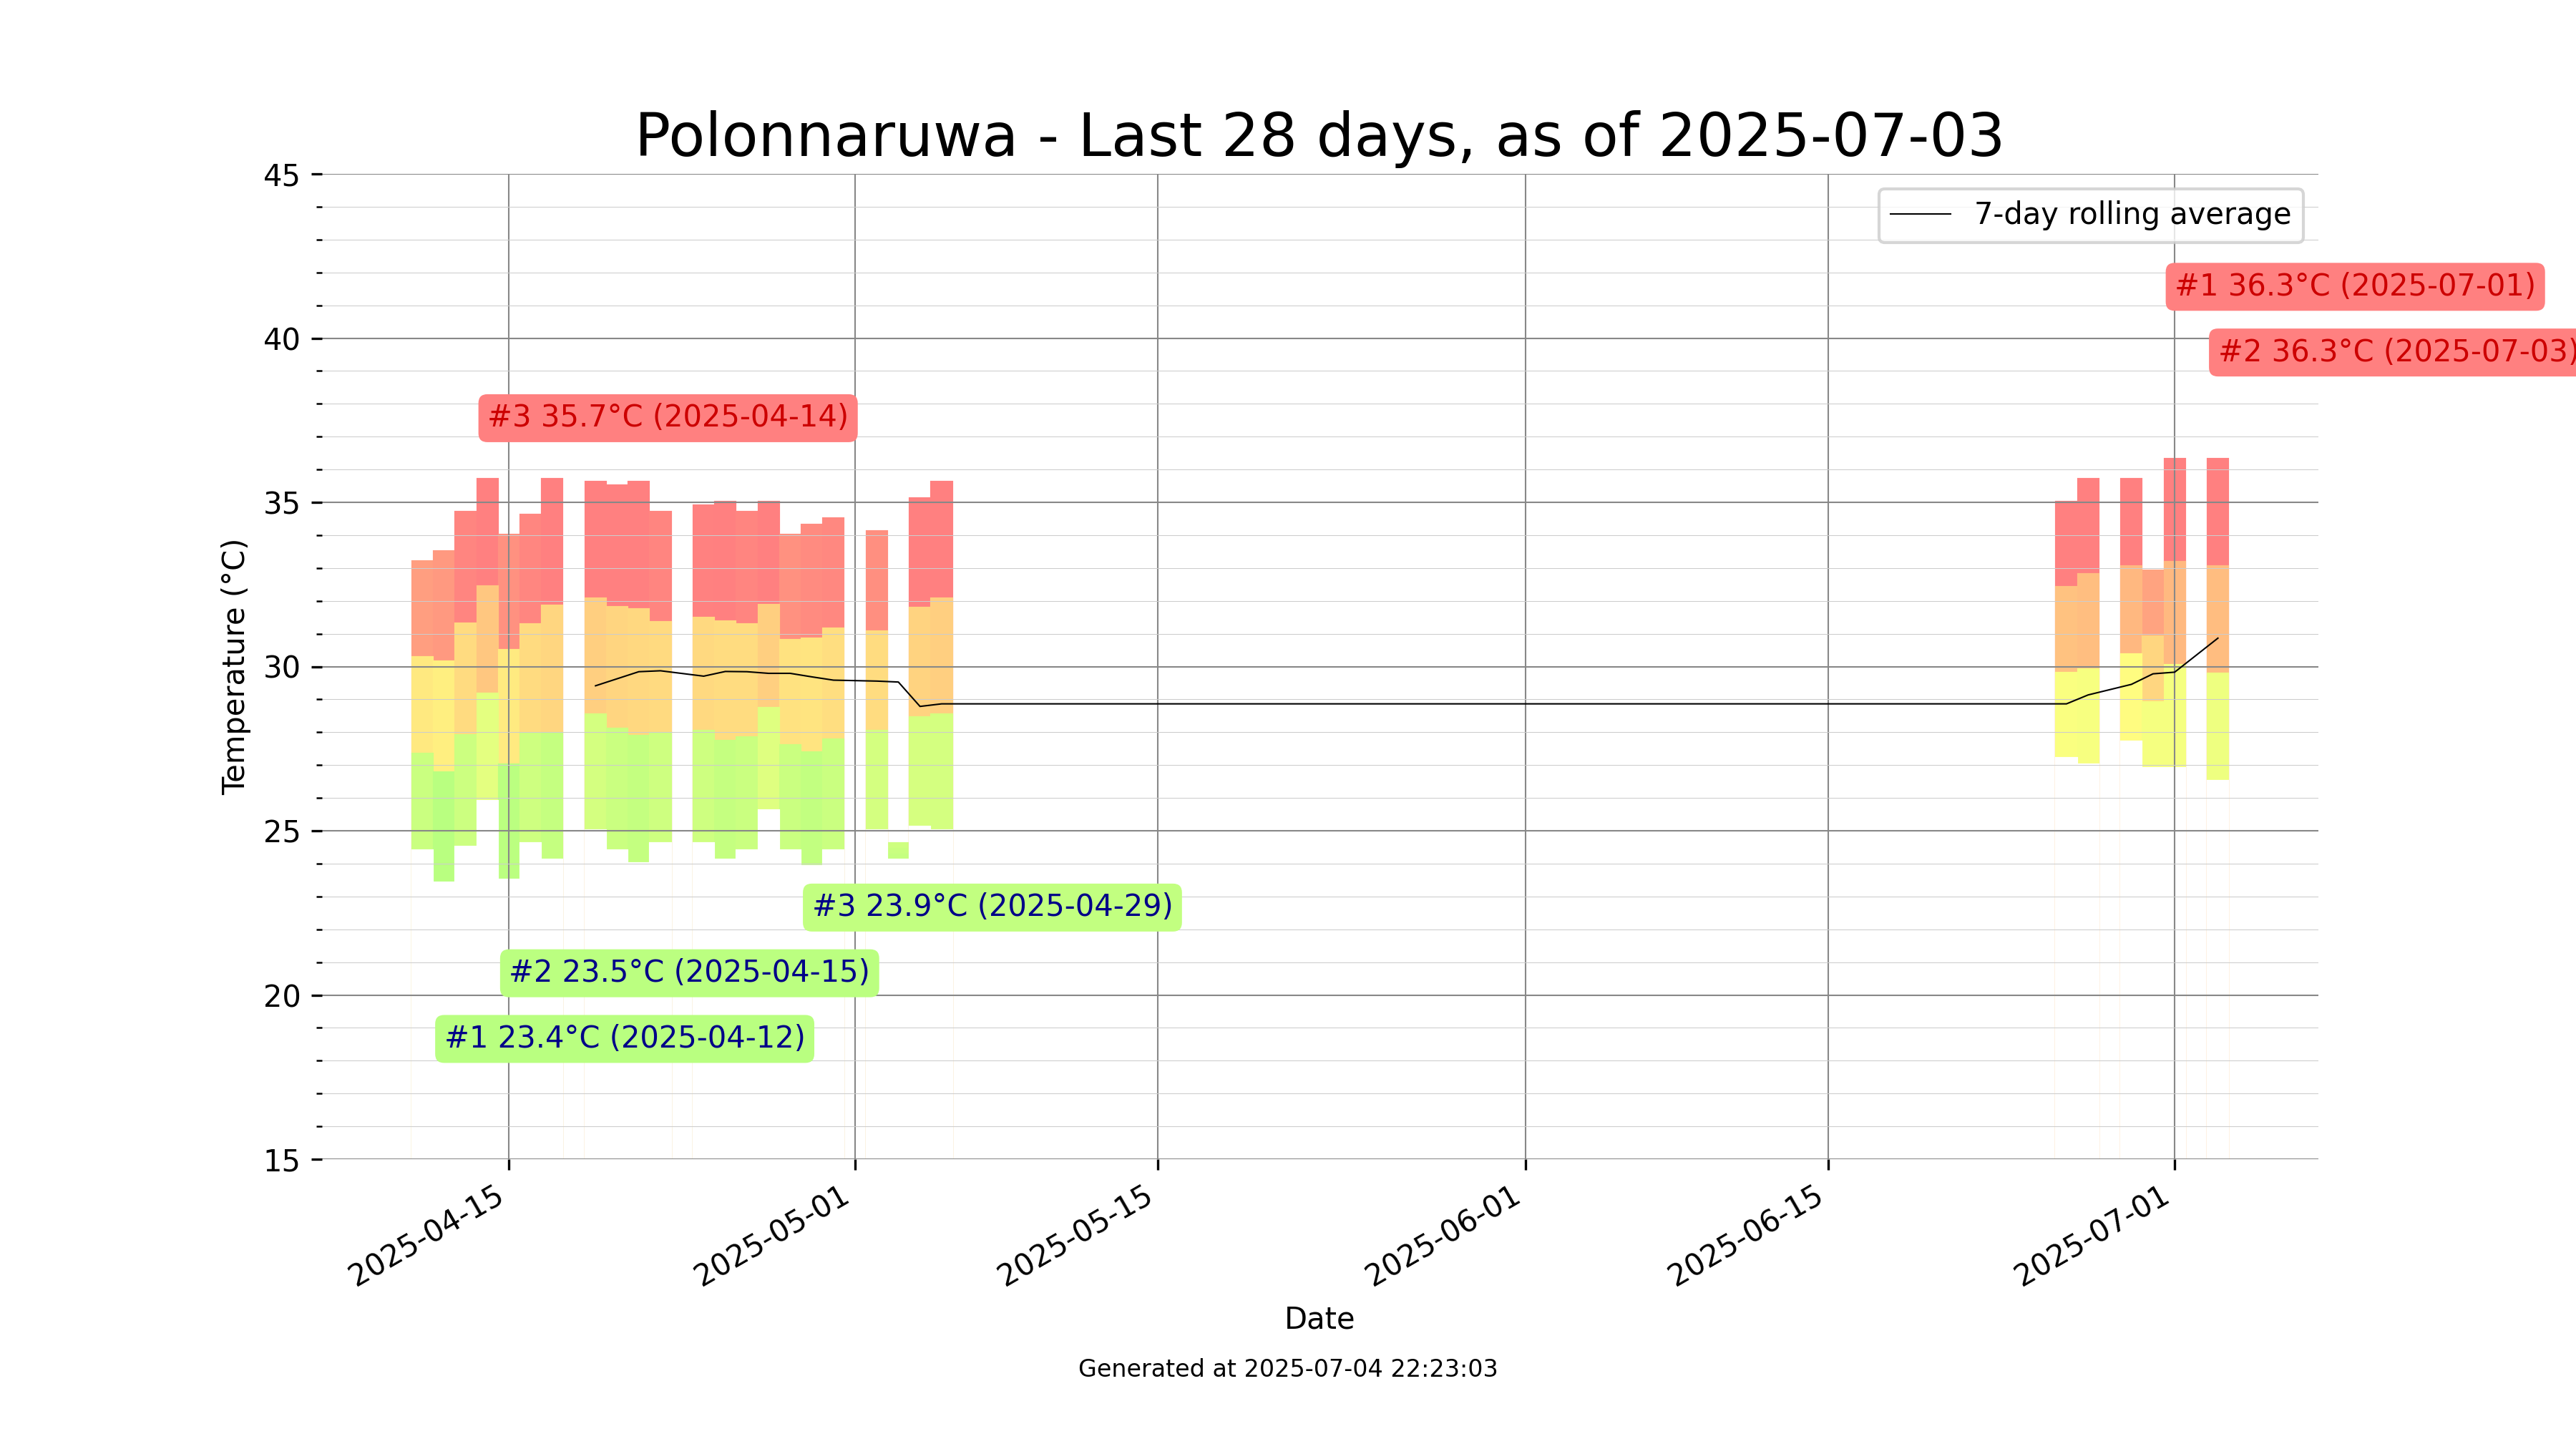 Polonnaruwa - Last 28 days, as of 2025-07-03
45
7-day rolling average
#1 36.3°C (2025-07-01)
40
#2 36.3°C (2025-07-03)
#3 35.7°C (2025-04-14)
35
30
Temperature (°C)
25
#3 23.9°C (2025-04-29)
#2 23.5°C (2025-04-15)
20
#1 23.4°C (2025-04-12)
15
2025-04-15
2025-05-01
2025-05-15
2025-06-01
2025-06-15
2025-07-01
Date
Generated at 2025-07-04 22:23:03